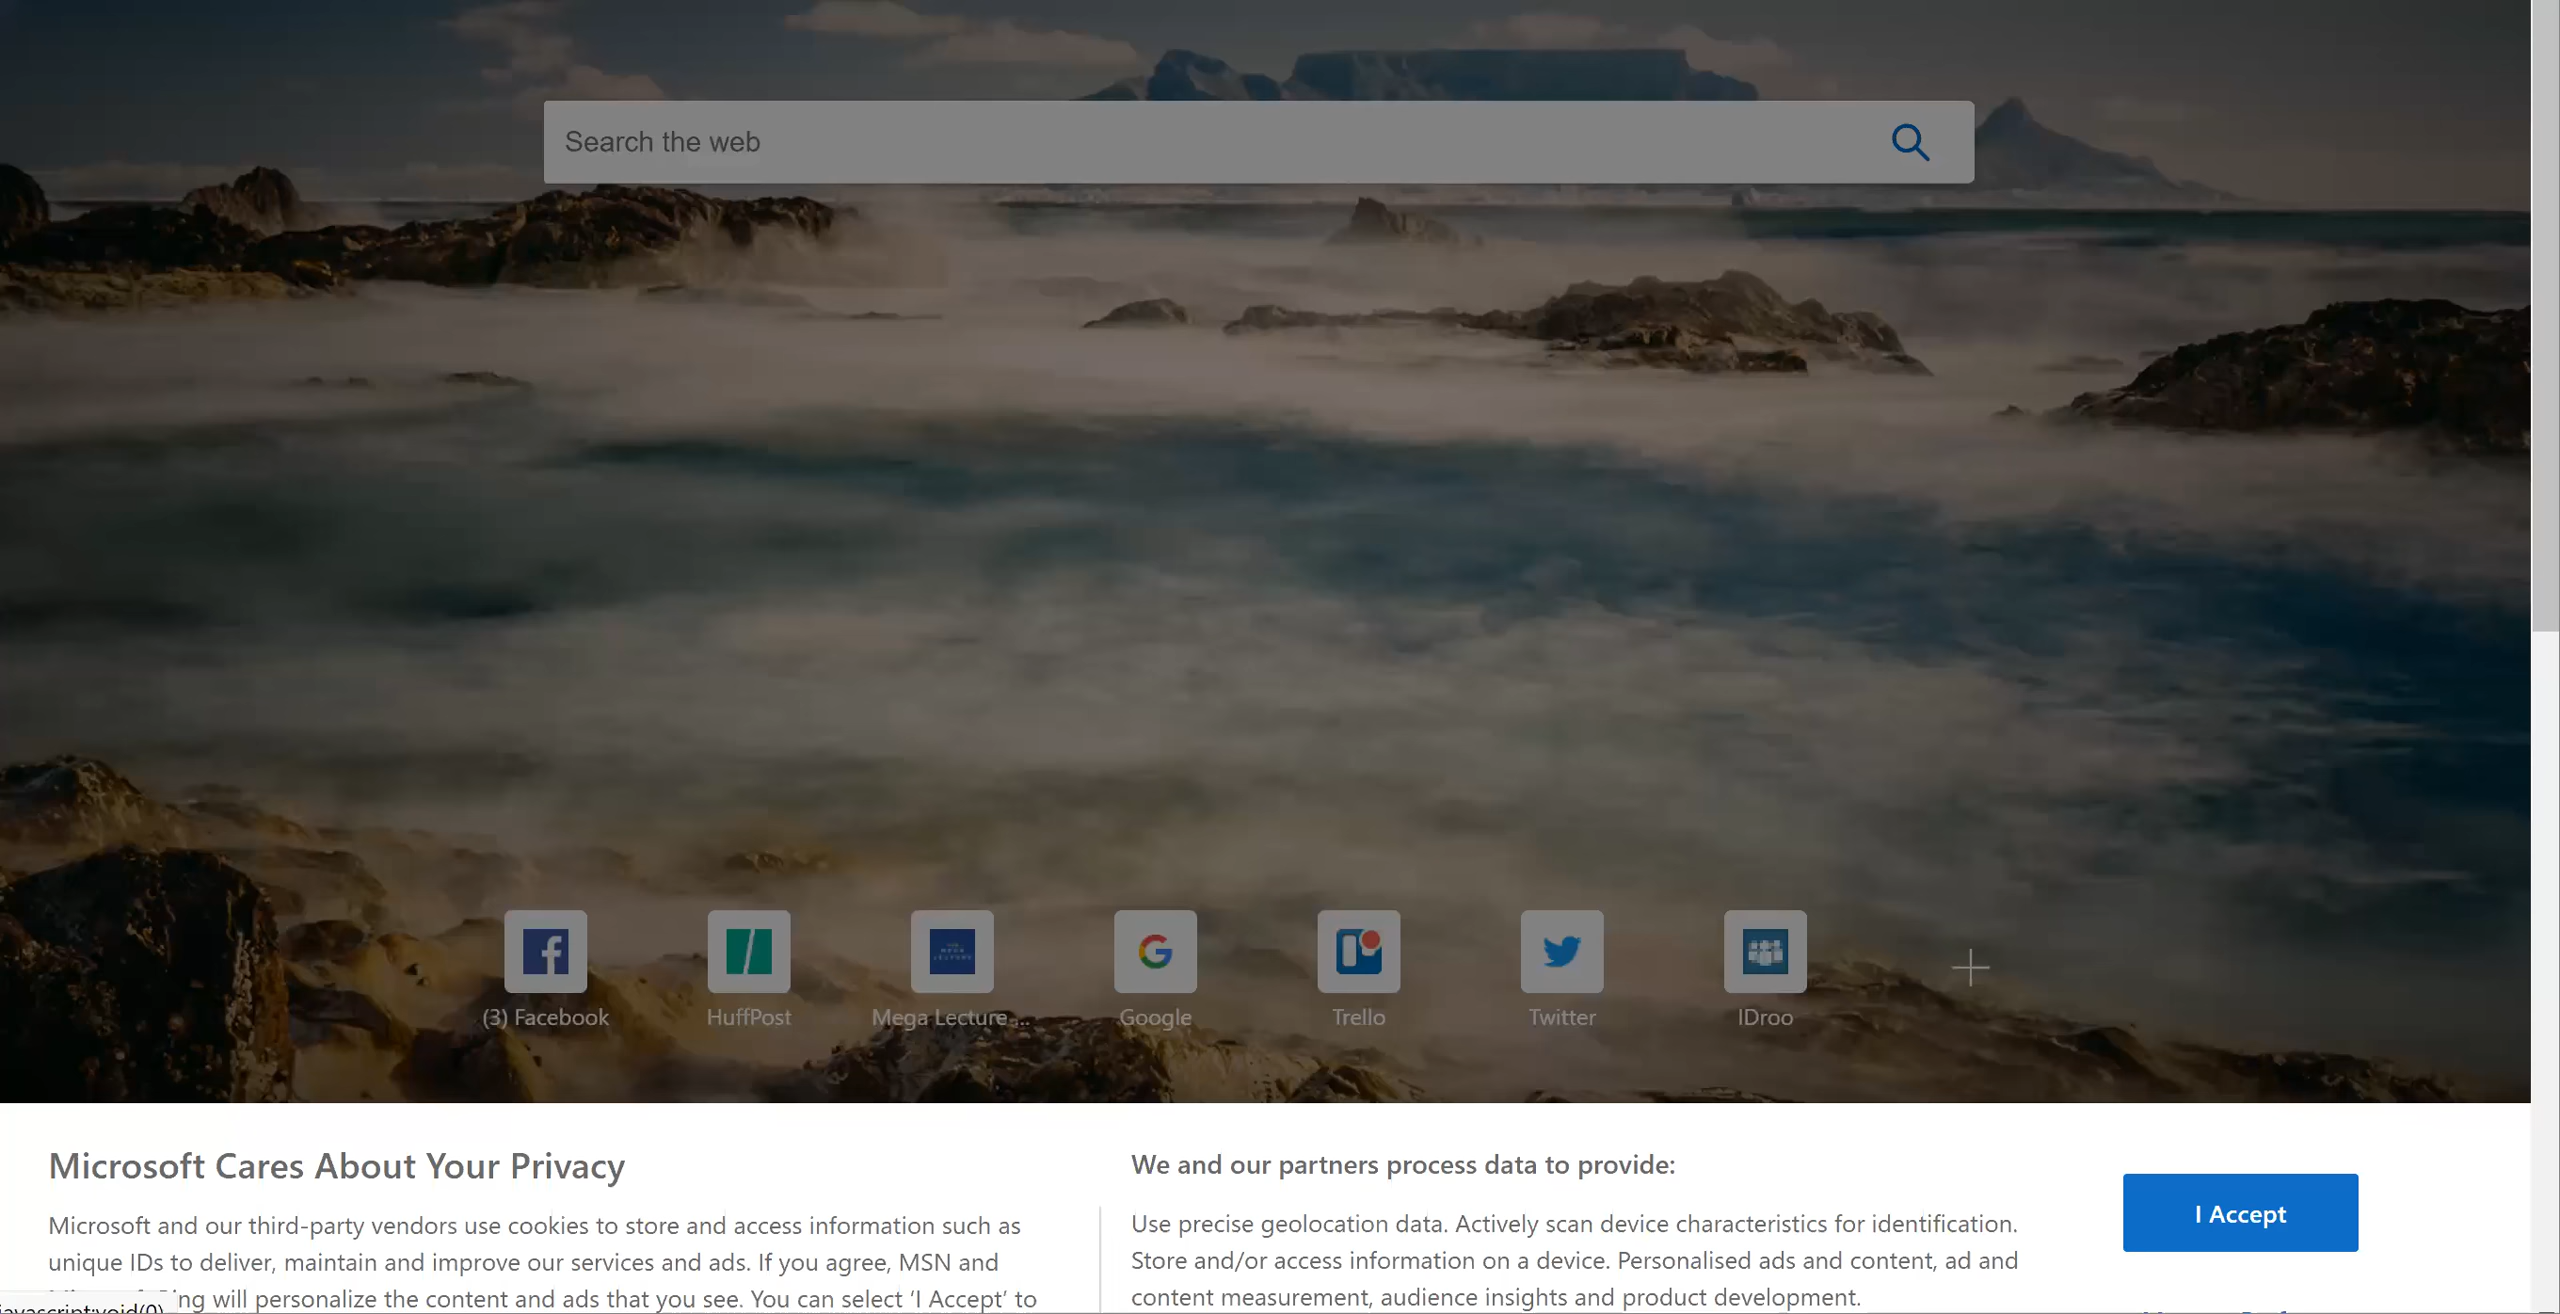 Search the web
(3) Facebook
HuffPost
Mega Lecture ...
Google
Trello
Twitter
IDroo
Microsoft Cares About Your Privacy
Microsoft and our third-party vendors use cookies to store and access information such as
unique IDs to deliver, maintain and improve our services and ads. If you agree, MSN and
ng will personalize the content and ads that you see. You can select ‘I Accept’ to
javascript:void(0)
We and our partners process data to provide:
Use precise geolocation data. Actively scan device characteristics for identification.
Store and/or access information on a device. Personalised ads and content, ad and
content measurement, audience insights and product development.
I Accept